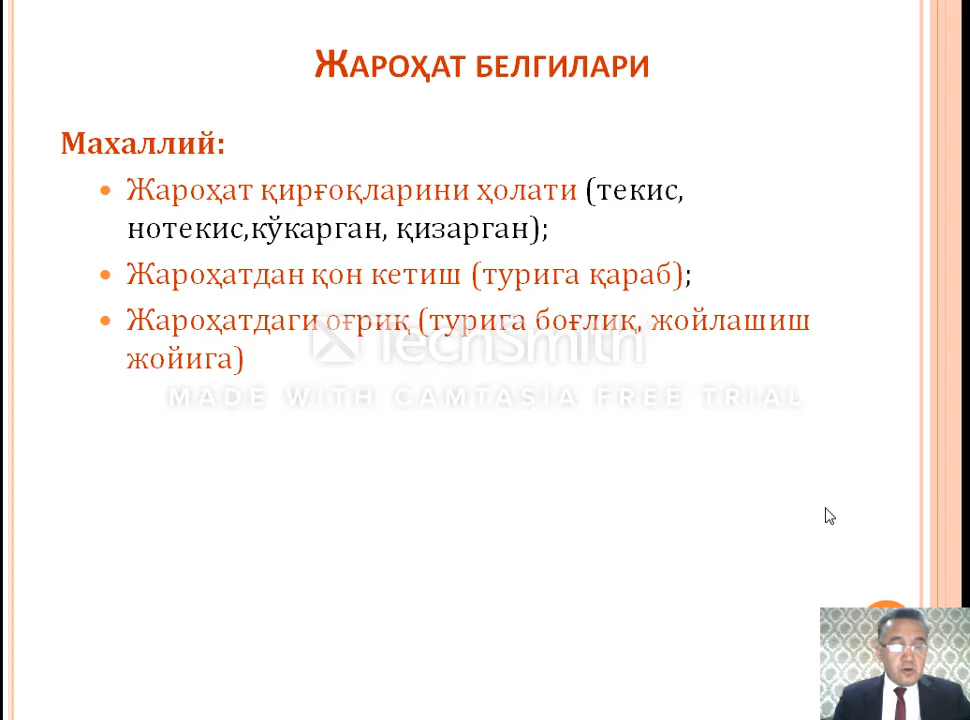 ЖАРОҲАТ БЕЛГИЛАРИ
Махаллий:
• Жароҳат қирғоқларини ҳолати (текис,
нотекис,кўкарган, қизарган);
• Жароҳатдан қон кетиш (турига қараб);
• Жароҳатдаги оғриқ (турига боғлиқ, жойлашиш
жойига)
TechSmith
MADE WITH CAMTASIA FREE TRIAL